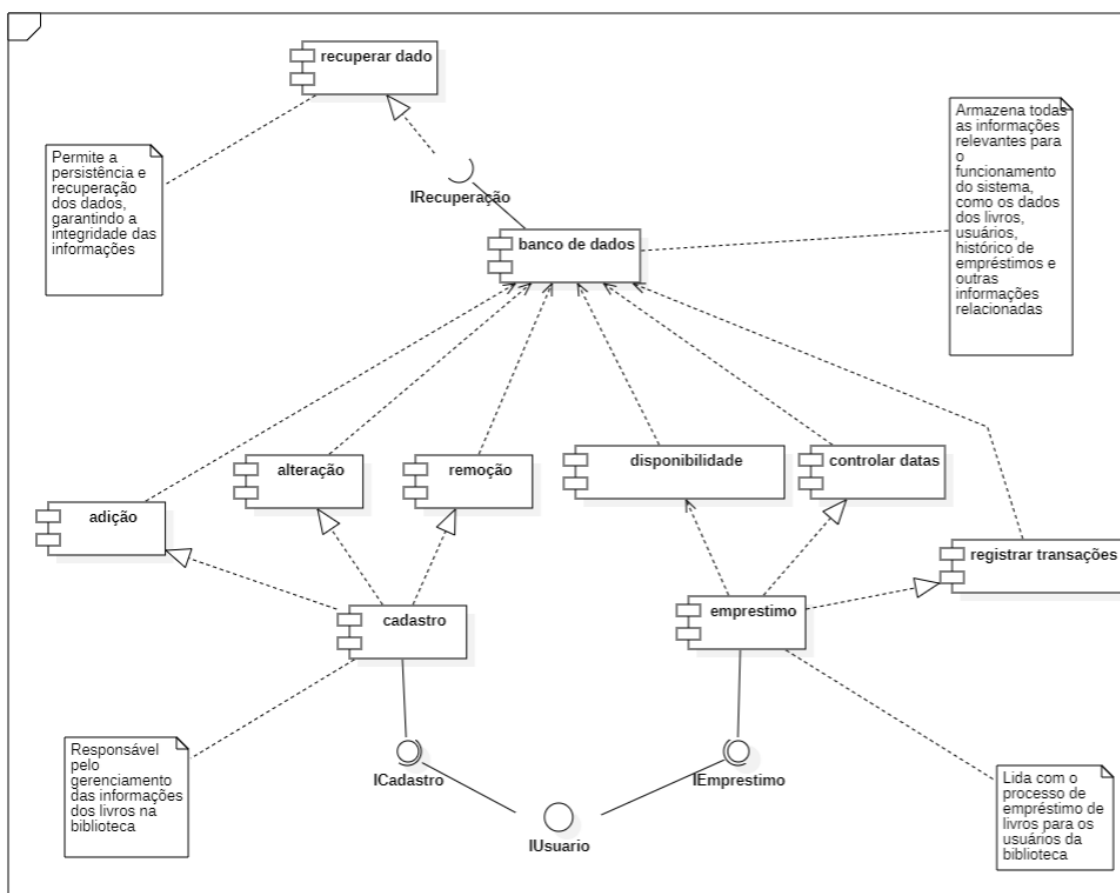 recuperar dado
Permite a
persistência e
recuperação
dos dados,
garantindo a
integridade das
informações
IRecuperação
Armazena todas
as informações
relevantes para
o
funcionamento
do sistema,
como os dados
dos livros,
usuários,
histórico de
empréstimos e
outras
informações
relacionadas
banco de dados
adição
alteração
remoção
disponibilidade
controlar datas
registrar transações
cadastro
emprestimo
Responsável
pelo
gerenciamento
das informações
dos livros na
biblioteca
ICadastro
IEmprestimo
IUsuario
Lida com o
processo de
empréstimo de
livros para os
usuários da
biblioteca